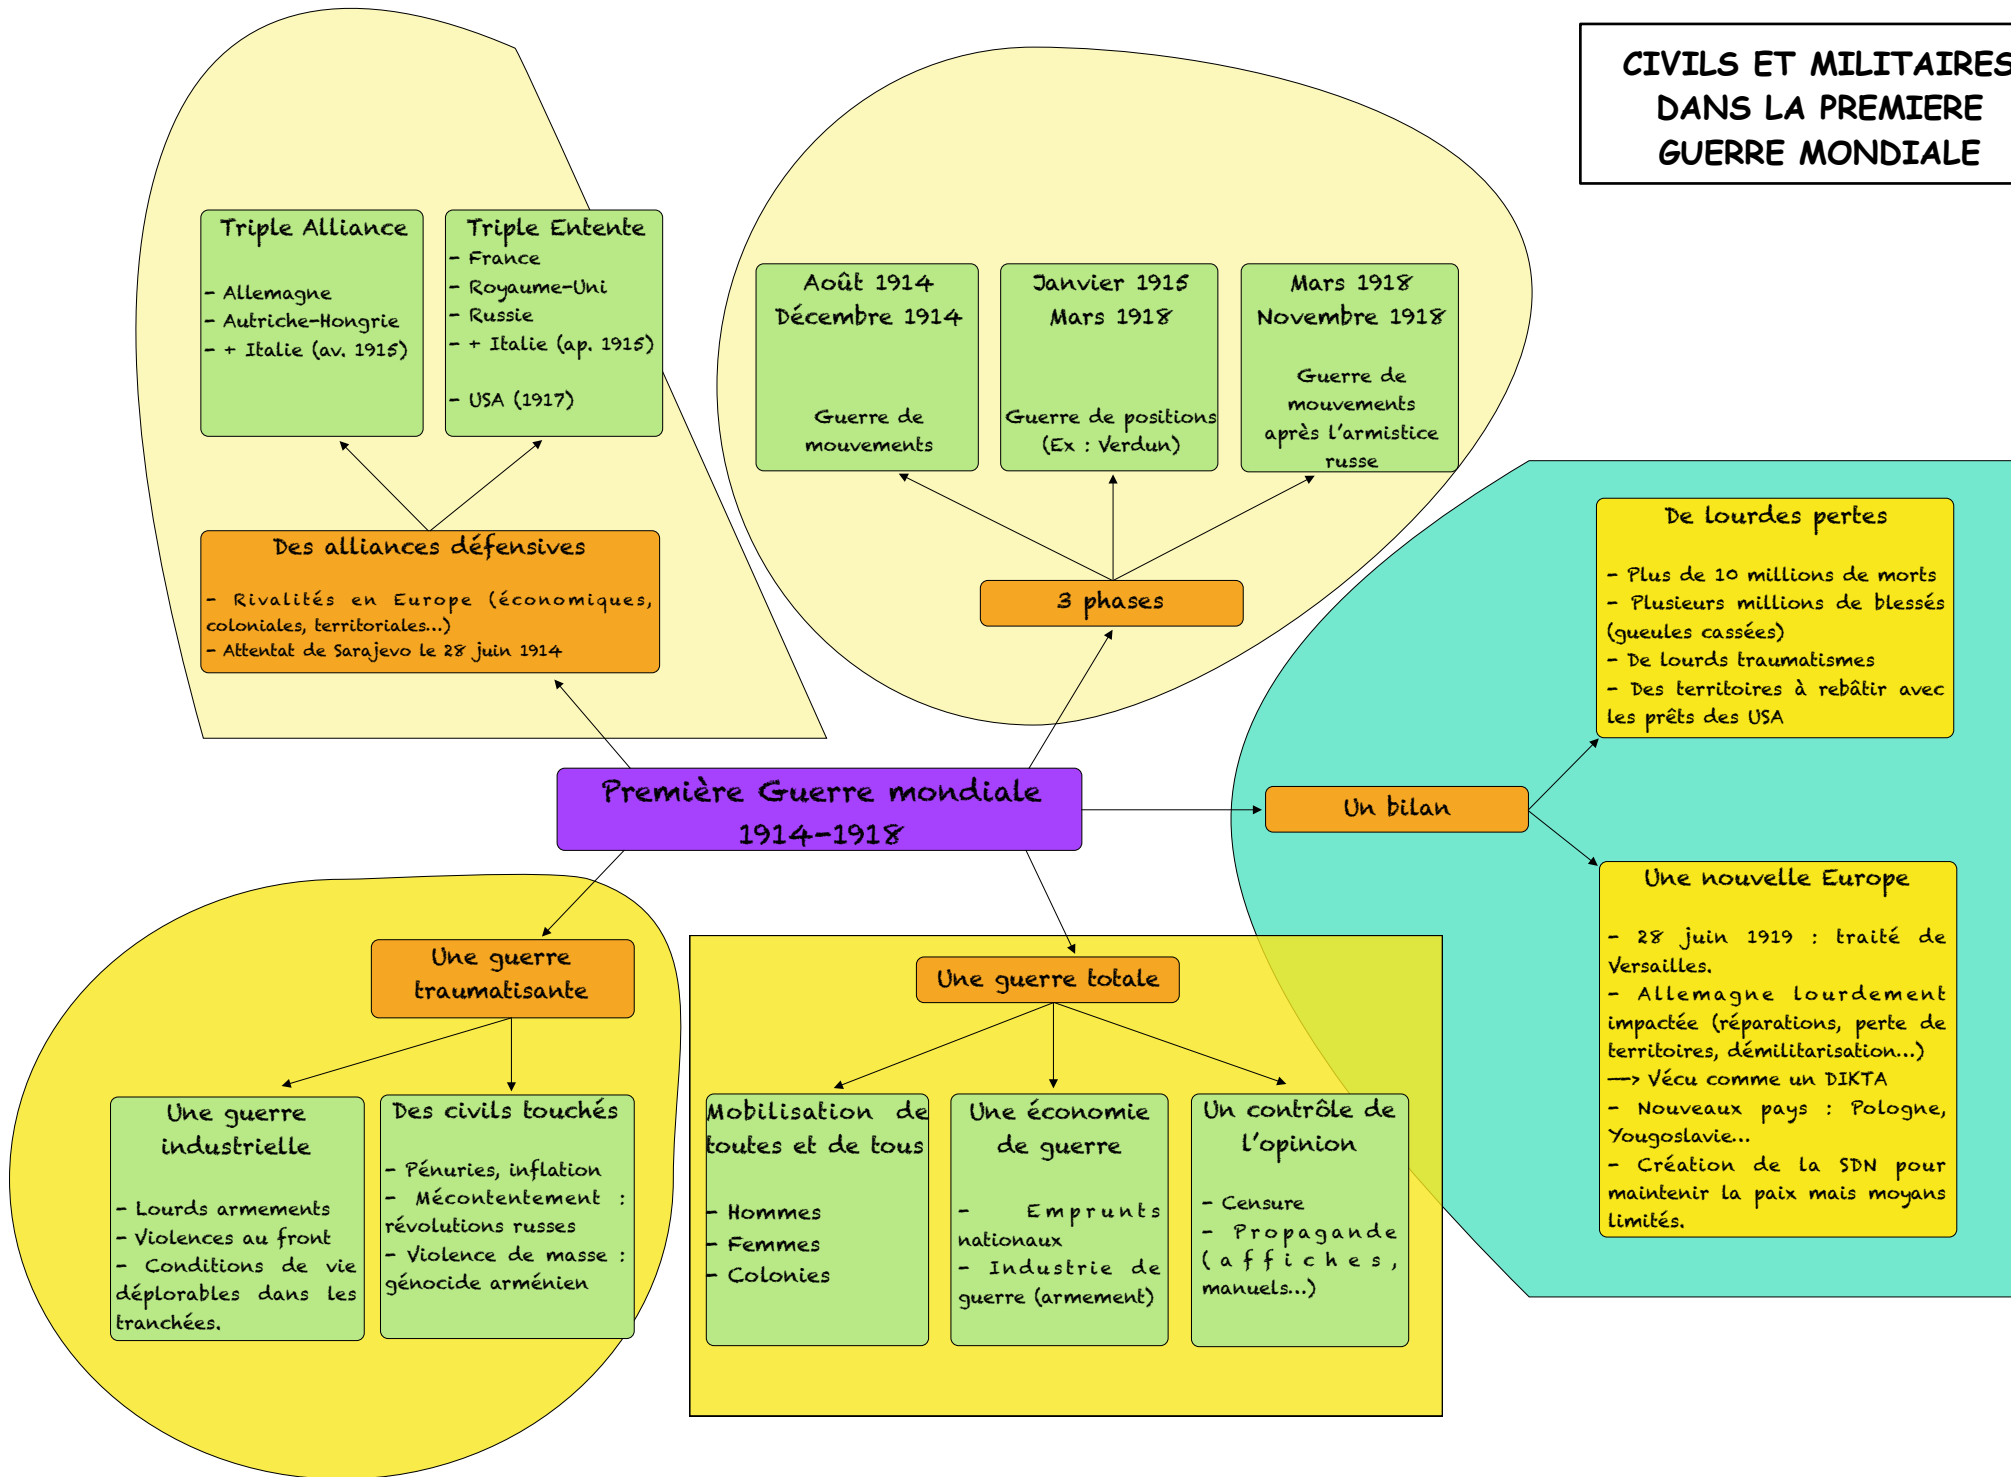 CIVILS ET MILITAIRES
DANS LA PREMIERE
GUERRE MONDIALE
Triple Alliance
- Allemagne
- Autriche-Hongrie
- + Italie (av. 1915)
Triple Entente
- France
- Royaume-Uni
- Russie
- + Italie (ap. 1915)
- USA (1917)
Des alliances défensives
- Rivalités en Europe (économiques,
coloniales, territoriales…)
- Attentat de Sarajevo le 28 juin 1914
Août 1914
Décembre 1914
Guerre de
mouvements
Janvier 1915
Mars 1918
Guerre de positions
(Ex : Verdun)
Mars 1918
Novembre 1918
Guerre de
mouvements
après l'armistice
russe
3 phases
Première Guerre mondiale
1914-1918
Un bilan
De lourdes pertes
- Plus de 10 millions de morts
- Plusieurs millions de blessés
(gueules cassées)
- De lourds traumatismes
- Des territoires à rebâtir avec
les prêts des USA
Une nouvelle Europe
- 28 juin 1919 : traité de
Versailles.
- Allemagne lourdement
impactée (réparations, perte de
territoires, démilitarisation…)
—> Vécu comme un DIKTA
- Nouveaux pays : Pologne,
Yougoslavie…
- Création de la SDN pour
maintenir la paix mais moyans
limités.
Une guerre
traumatisante
Une guerre
industrielle
- Lourds armements
- Violences au front
- Conditions de vie
déplorables dans les
tranchées.
Des civils touchés
- Pénuries, inflation
- Mécontentement :
révolutions russes
- Violence de masse :
génocide arménien
Une guerre totale
Mobilisation de
toutes et de tous
- Hommes
- Femmes
- Colonies
Une économie
de guerre
- Emprunts
nationaux
- Industrie de
guerre (armement)
Un contrôle de
l'opinion
- Censure
- Propagande
(affiches,
manuels…)